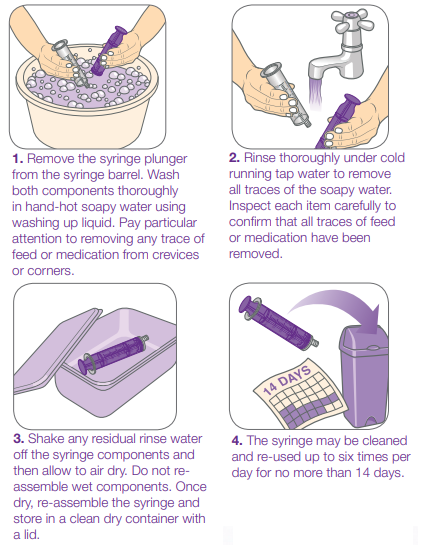 1. Remove the syringe plunger
from the syringe barrel. Wash
both components thoroughly
in hand-hot soapy water using
washing up liquid. Pay particular
attention to removing any trace of
feed or medication from crevices
or corners.
2. Rinse thoroughly under cold
running tap water to remove
all traces of the soapy water.
Inspect each item carefully to
confirm that all traces of feed
or medication have been
removed.
3. Shake any residual rinse water
off the syringe components and
then allow to air dry. Do not re-
assemble wet components. Once
dry, re-assemble the syringe and
store in a clean dry container with
a lid.
14 DAYS
4. The syringe may be cleaned
and re-used up to six times per
day for no more than 14 days.